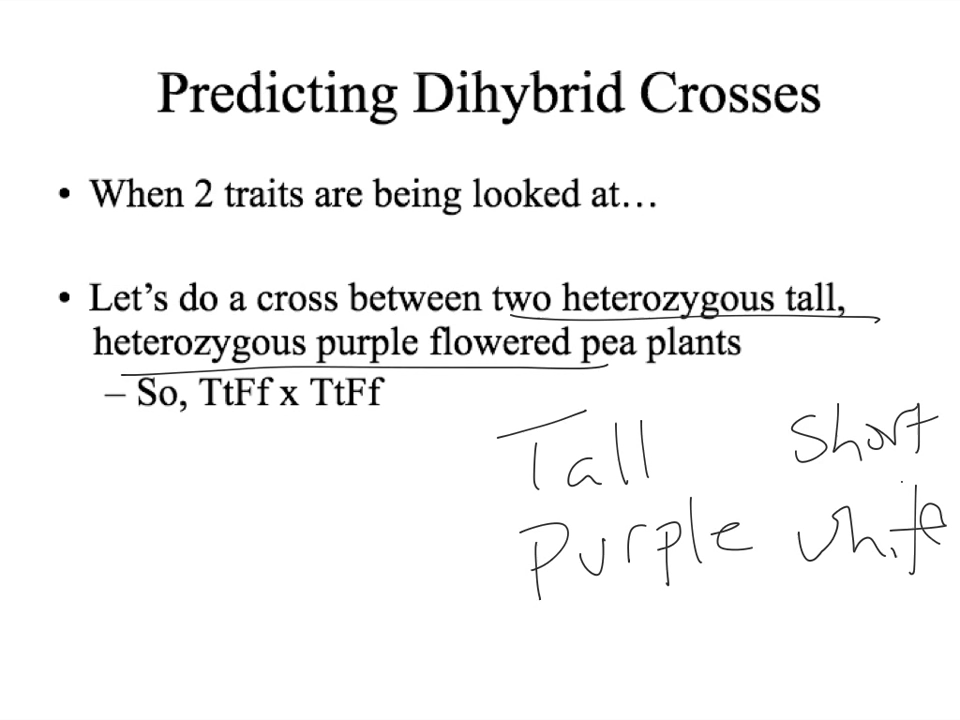 Predicting Dihybrid Crosses
• When 2 traits are being looked at…
• Let’s do a cross between two heterozygous tall,
heterozygous purple flowered pea plants
– So, TtFf x TtFf
Tall short
purple white